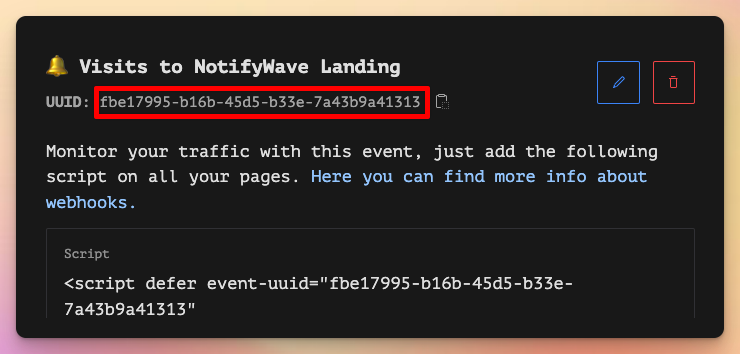 🔔 Visits to NotifyWave Landing
UUID: fbe17995-b16b-45d5-b33e-7a43b9a41313
Monitor your traffic with this event, just add the following
script on all your pages. Here you can find more info about
webhooks.
Script
<script defer event-uuid="fbe17995-b16b-45d5-b33e-
7a43b9a41313"